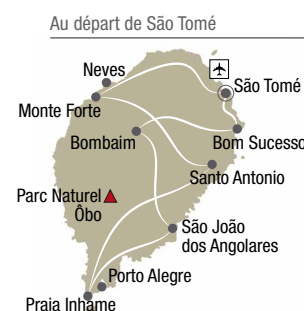 Au départ de São Tomé
Neves
São Tomé
Monte Forte
Bombaim
Bom Sucesso
Santo Antonio
Parc Naturel
Ôbo
São João
dos Angolares
Porto Alegre
Praia Inhame